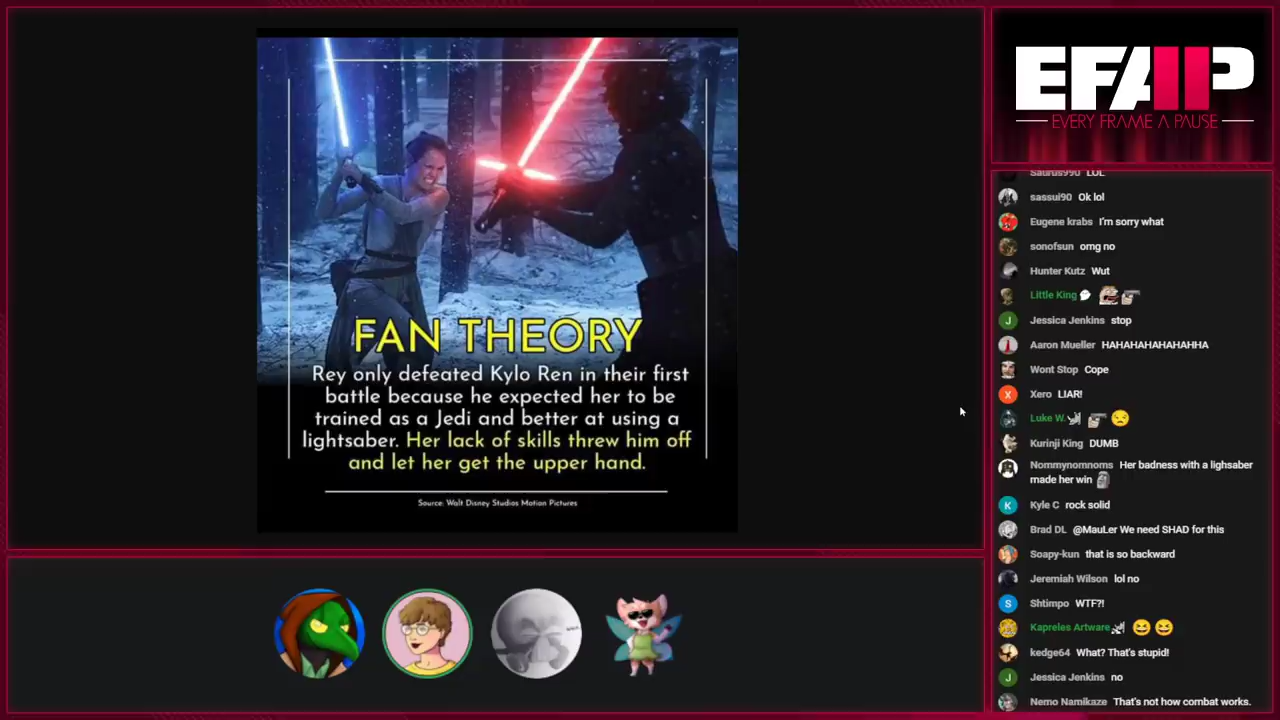 FAN THEORY
Rey only defeated Kylo Ren in their first
battle because he expected her to be
trained as a Jedi and better at using a
lightsaber. Her lack of skills threw him off
and let her get the upper hand.
Source: Walt Disney Studios Motion Pictures
EFAP
EVERY FRAME A PAUSE
Saurus990 LOL
sassui90 Ok lol
Eugene krabs I'm sorry what
sonofsun omg no
Hunter Kutz Wut
Little King
J Jessica Jenkins stop
Aaron Mueller HAHAHAHAHAHAHHA
Wont Stop Cope
X Xero LIAR!
Luke W.
Kurinji King DUMB
Nommynomnoms Her badness with a lighsaber
made her win
K Kyle C rock solid
Brad DL @MauLer We need SHAD for this
Soapy-kun that is so backward
Jeremiah Wilson lol no
S Shtimpo WTF?!
Kapreles Artware
kedge64 What? That's stupid!
J Jessica Jenkins no
Nemo Namikaze That's not how combat works.